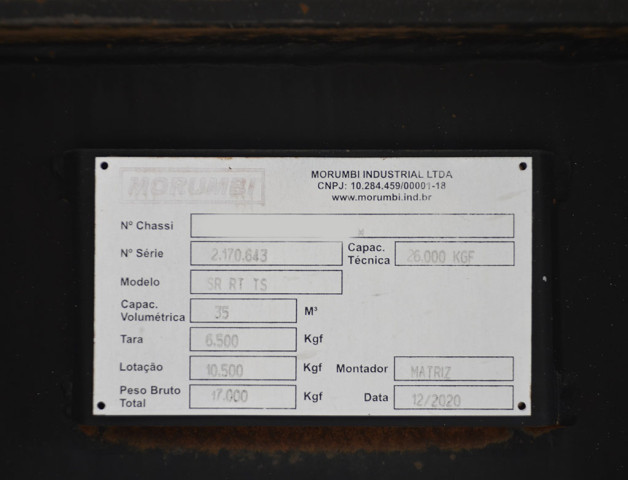 MORUMBI
MORUMBI INDUSTRIAL LTDA
CNPJ: 10.284.459/00001-18
www.morumbi.ind.br
Nº Chassi
Nº Série 2.170.643 Capac. Técnica 26.000 KGF
Modelo SR RT TS
Capac. Volumétrica 35 M³
Tara 6.500 Kgf
Lotação 10.500 Kgf Montador MATRIZ
Peso Bruto Total 17.000 Kgf Data 12/2020